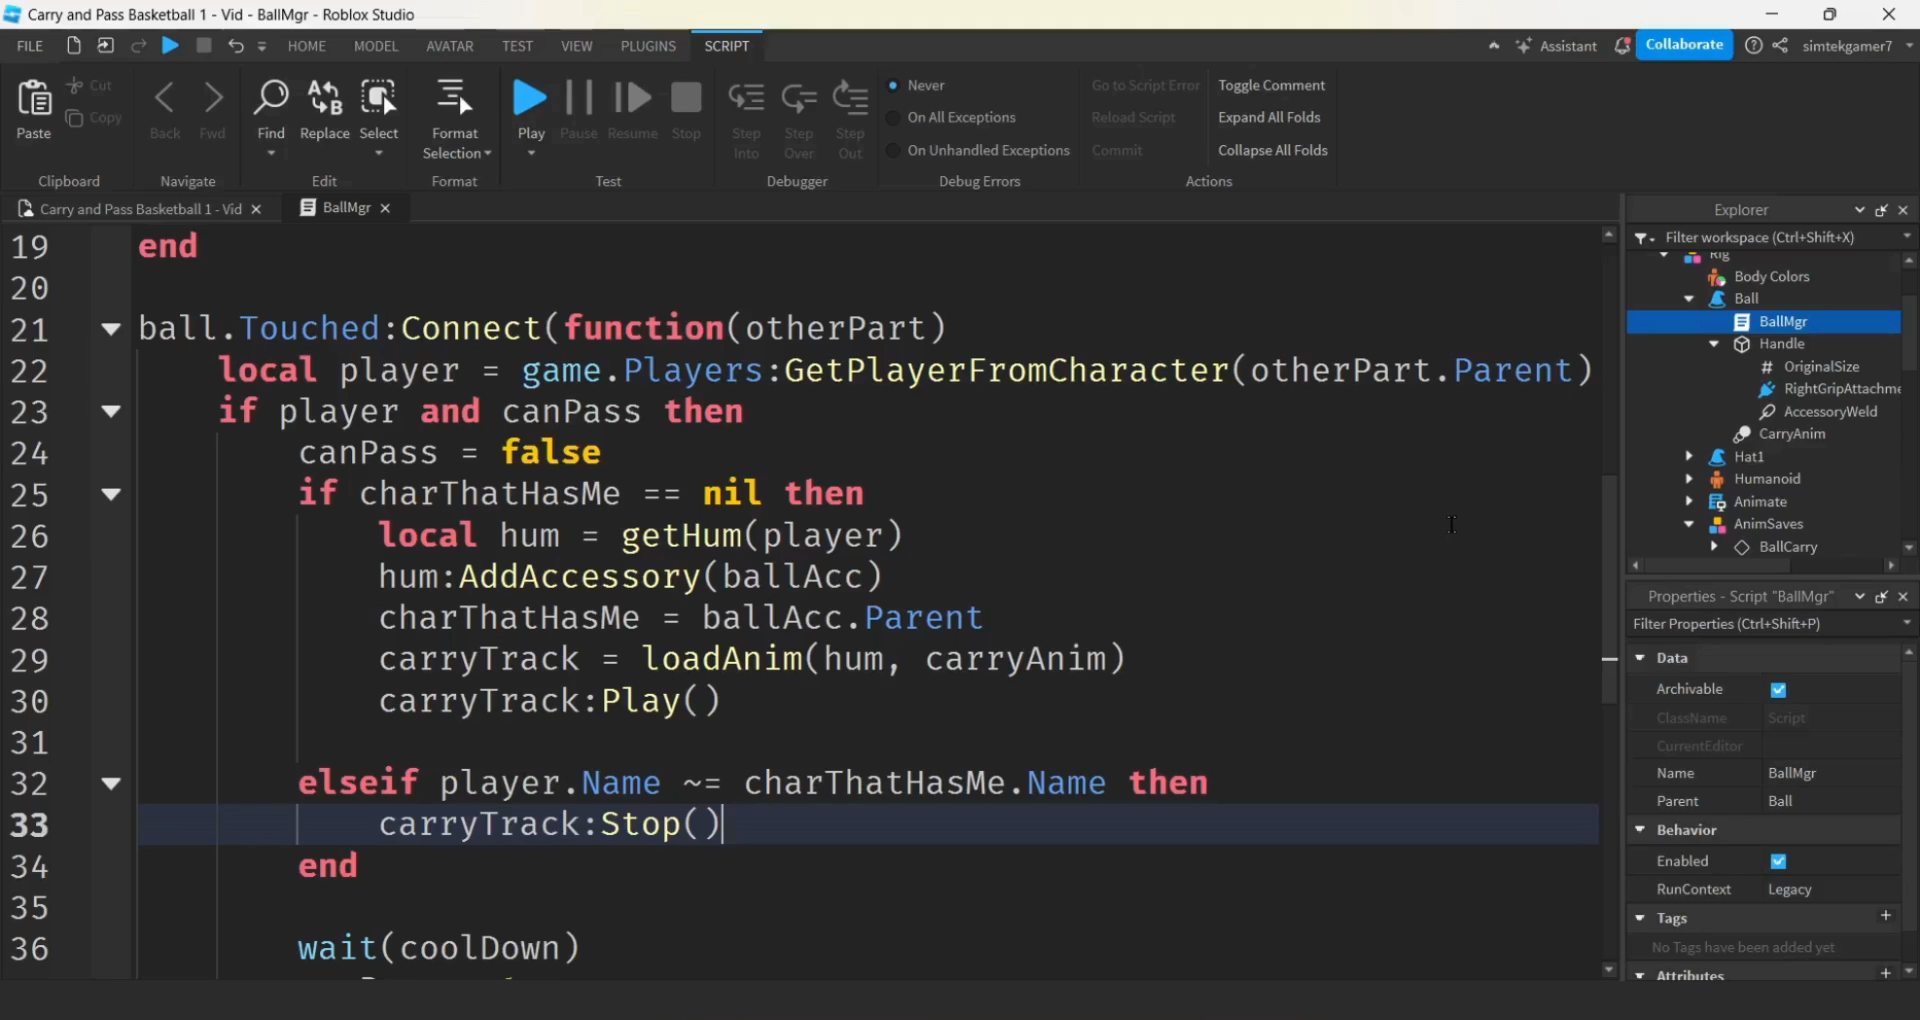 Carry and Pass Basketball 1 - Vid - BallMgr - Roblox Studio
FILE HOME MODEL AVATAR TEST VIEW PLUGINS SCRIPT Assistant Collaborate simtekgamer7
Paste Cut Copy
Back Fwd
Find Replace Select
Format Selection
Play Pause Resume Stop
Step Into Step Over Step Out
Never
On All Exceptions
On Unhandled Exceptions
Go to Script Error
Reload Script
Commit
Toggle Comment
Expand All Folds
Collapse All Folds
Clipboard Navigate Edit Format Test Debugger Debug Errors Actions
Carry and Pass Basketball 1 - Vid BallMgr
19 end
20
21 ball.Touched:Connect(function(otherPart)
22 local player = game.Players:GetPlayerFromCharacter(otherPart.Parent)
23 if player and canPass then
24 canPass = false
25 if charThatHasMe == nil then
26 local hum = getHum(player)
27 hum:AddAccessory(ballAcc)
28 charThatHasMe = ballAcc.Parent
29 carryTrack = loadAnim(hum, carryAnim)
30 carryTrack:Play()
31
32 elseif player.Name ~= charThatHasMe.Name then
33 carryTrack:Stop()
34 end
35
36 wait(coolDown)
Explorer
Filter workspace (Ctrl+Shift+X)
Rig
Body Colors
Ball
BallMgr
Handle
# OriginalSize
RightGripAttachme
AccessoryWeld
CarryAnim
Hat1
Humanoid
Animate
AnimSaves
BallCarry
Properties - Script "BallMgr"
Filter Properties (Ctrl+Shift+P)
Data
Archivable
ClassName Script
CurrentEditor
Name BallMgr
Parent Ball
Behavior
Enabled
RunContext Legacy
Tags +
No Tags have been added yet
Attributes +